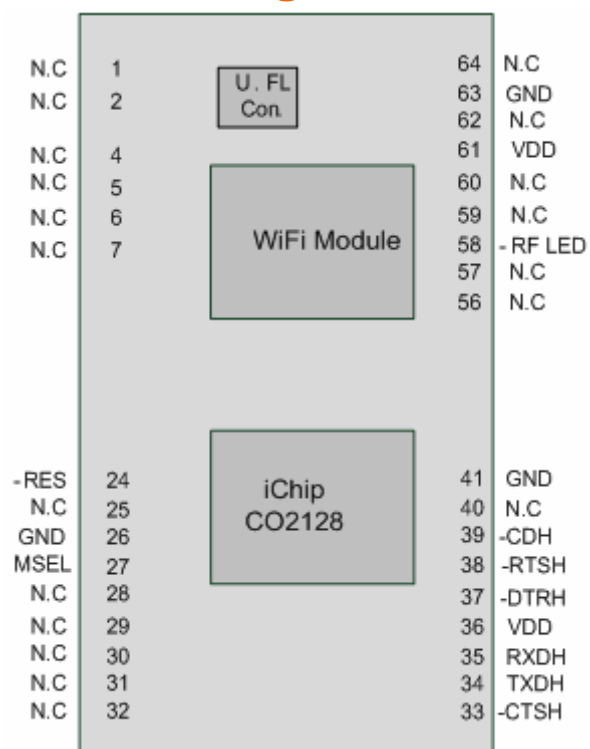 N.C 1 64 N.C
N.C 2 U. FL 63 GND
Con. 62 N.C
N.C 4 61 VDD
N.C 5 60 N.C
N.C 6 59 N.C
N.C 7 WiFi Module 58 -RF LED
57 N.C
56 N.C
-RES 24 iChip 41 GND
N.C 25 CO2128 40 N.C
GND 26 39 -CDH
MSEL 27 38 -RTSH
N.C 28 37 -DTRH
N.C 29 36 VDD
N.C 30 35 RXDH
N.C 31 34 TXDH
N.C 32 33 -CTSH